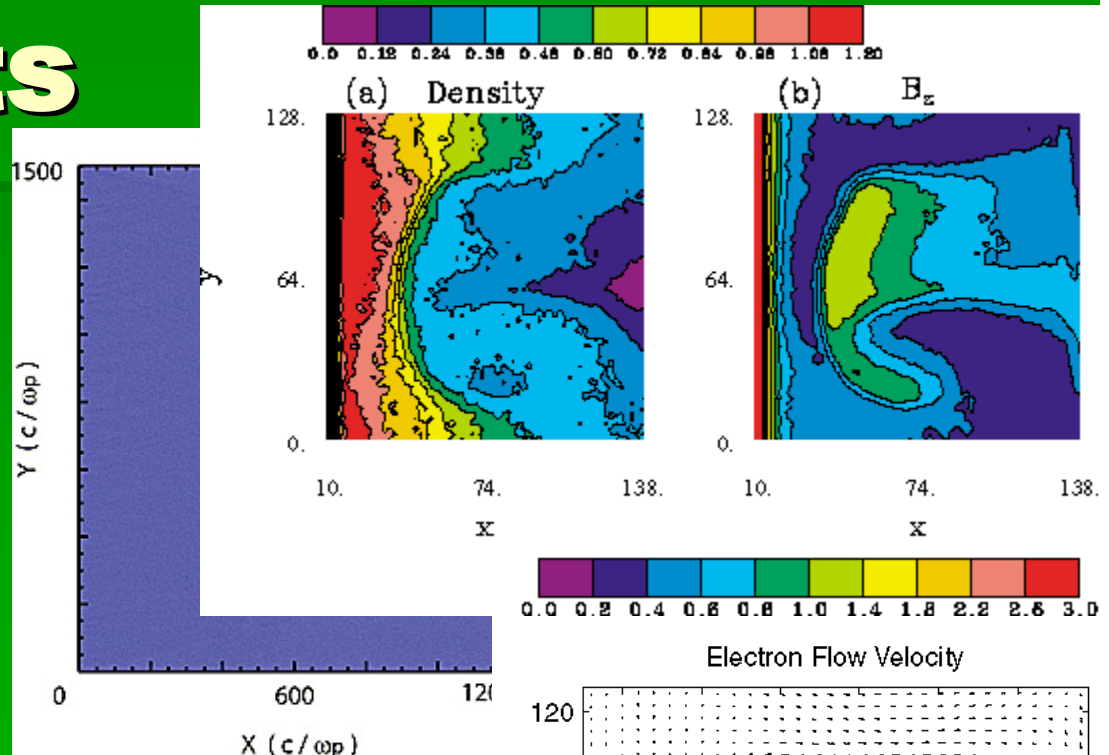 ts
0.0 0.12 0.24 0.36 0.48 0.60 0.72 0.84 0.96 1.08 1.20
(a) Density
(b) Bz
128.
64.
0.
y
10. 74. 138.
x
128.
64.
0.
10. 74. 138.
x
1500
Y (c/ωp)
0 600 120
X (c/ωp)
0.0 0.2 0.4 0.6 0.8 1.0 1.4 1.8 2.2 2.6 3.0
Electron Flow Velocity
120